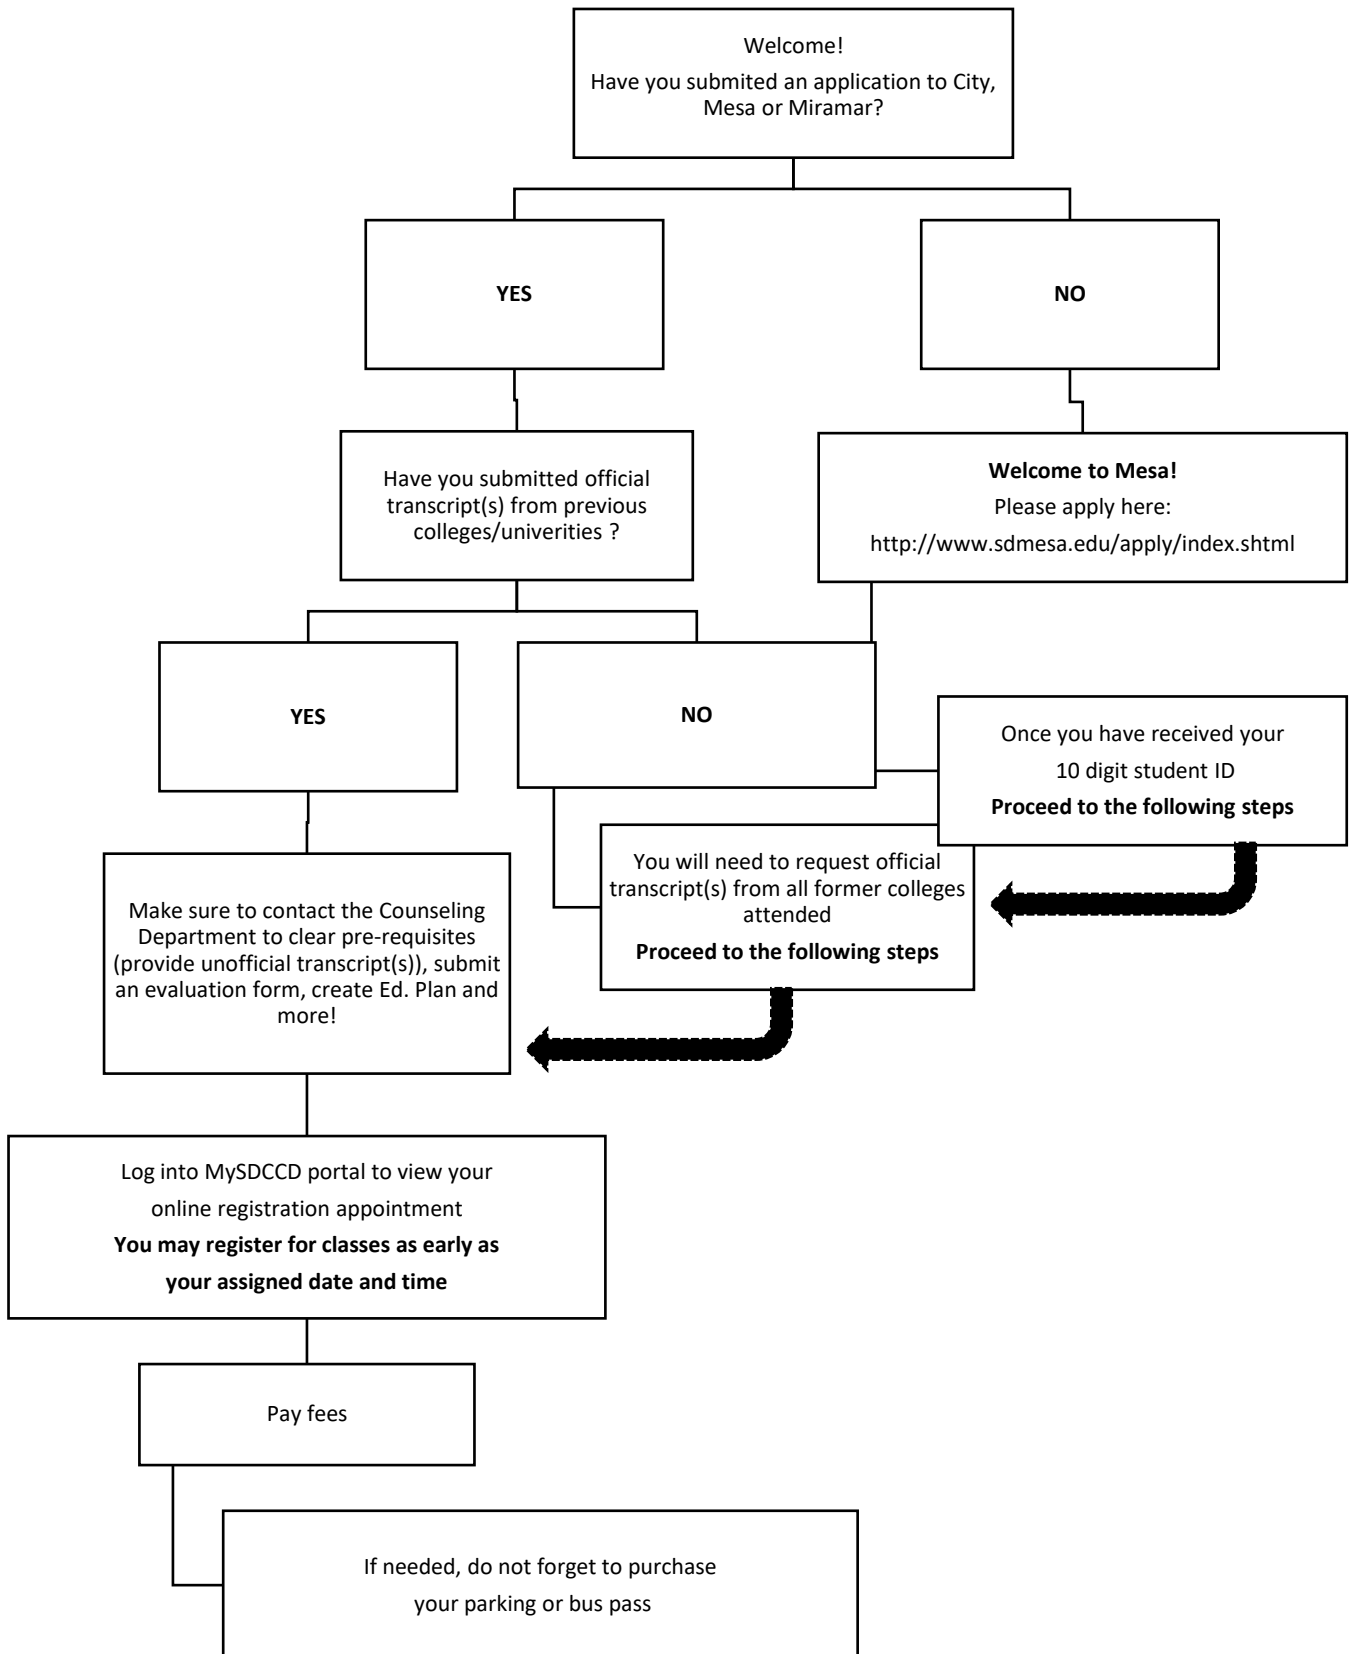 Welcome!
Have you submited an application to City,
Mesa or Miramar?
YES
NO
Have you submitted official
transcript(s) from previous
colleges/univerities ?
Welcome to Mesa!
Please apply here:
http://www.sdmesa.edu/apply/index.shtml
YES
NO
Once you have received your
10 digit student ID
Proceed to the following steps
You will need to request official
transcript(s) from all former colleges
attended
Proceed to the following steps
Make sure to contact the Counseling
Department to clear pre-requisites
(provide unofficial transcript(s)), submit
an evaluation form, create Ed. Plan and
more!
Log into MySDCCD portal to view your
online registration appointment
You may register for classes as early as
your assigned date and time
Pay fees
If needed, do not forget to purchase
your parking or bus pass